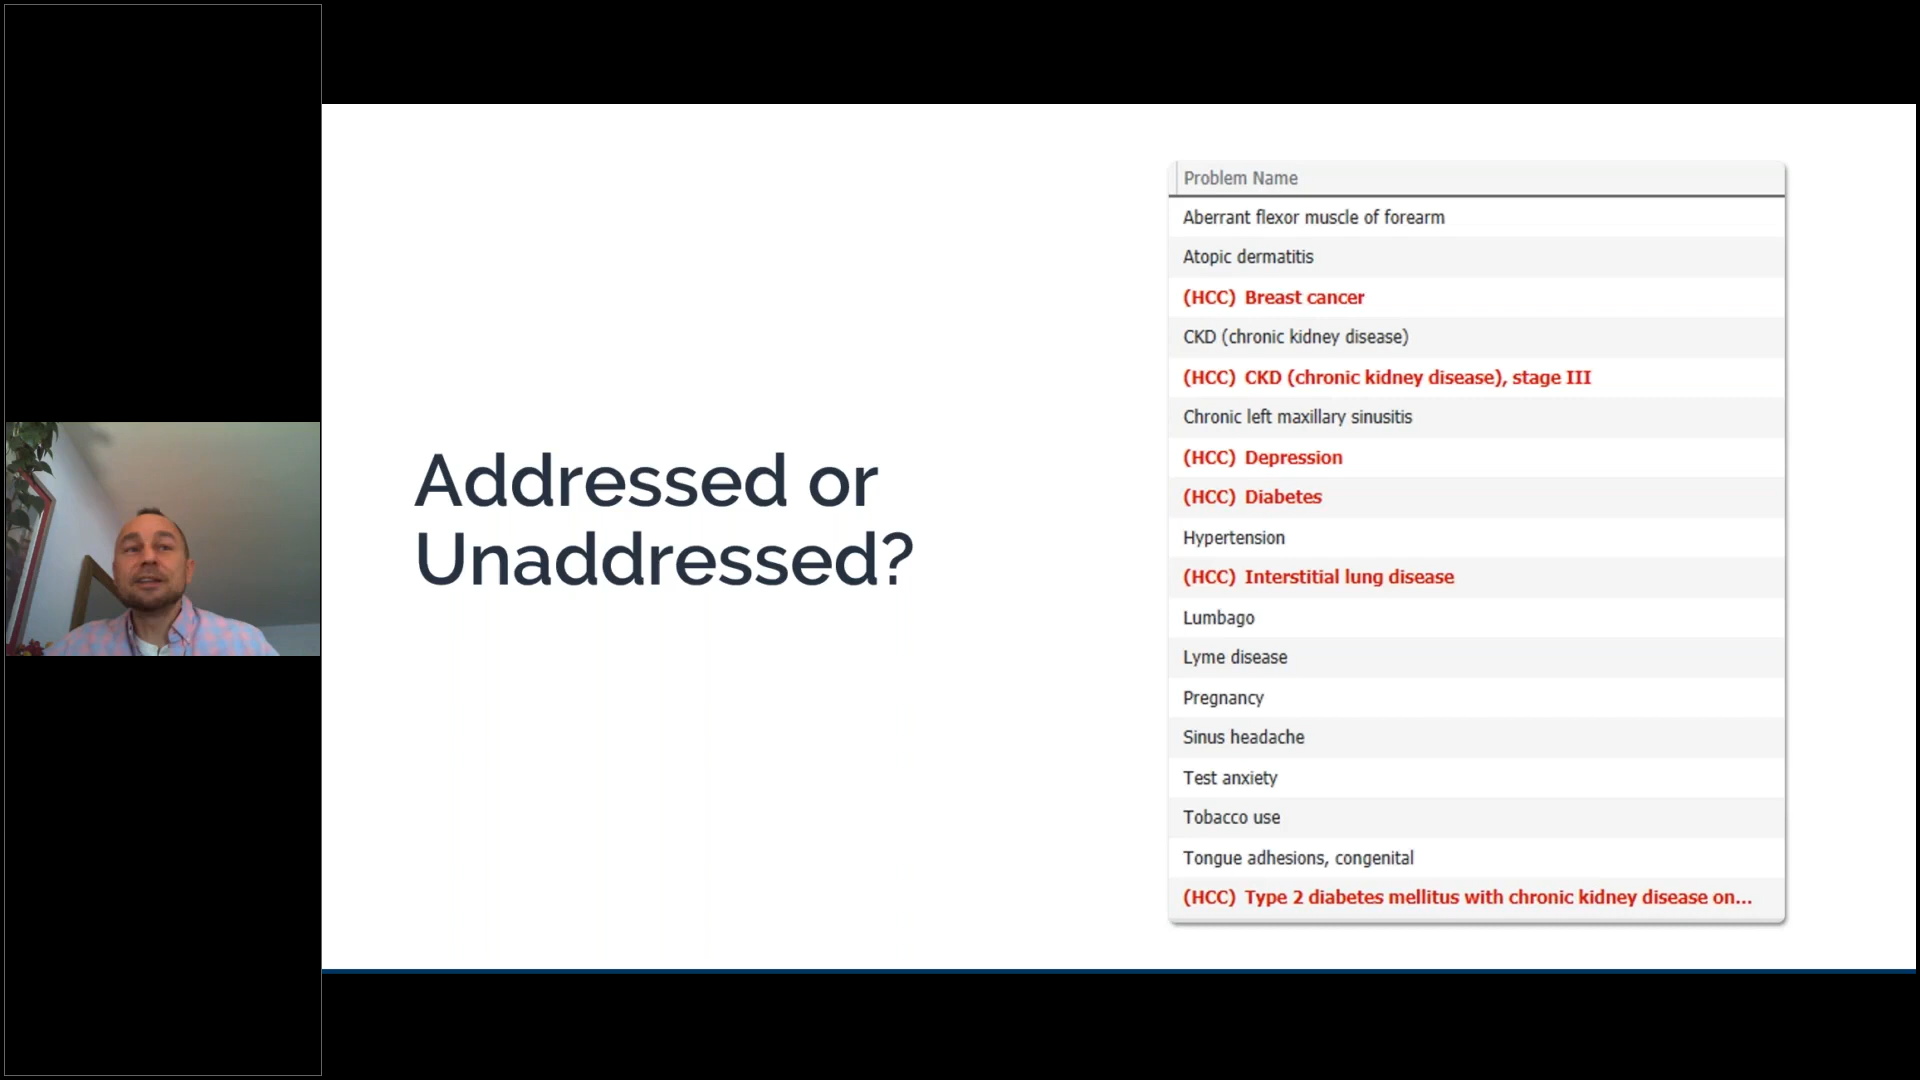 Addressed or
Unaddressed?
Problem Name
Aberrant flexor muscle of forearm
Atopic dermatitis
(HCC) Breast cancer
CKD (chronic kidney disease)
(HCC) CKD (chronic kidney disease), stage III
Chronic left maxillary sinusitis
(HCC) Depression
(HCC) Diabetes
Hypertension
(HCC) Interstitial lung disease
Lumbago
Lyme disease
Pregnancy
Sinus headache
Test anxiety
Tobacco use
Tongue adhesions, congenital
(HCC) Type 2 diabetes mellitus with chronic kidney disease on...